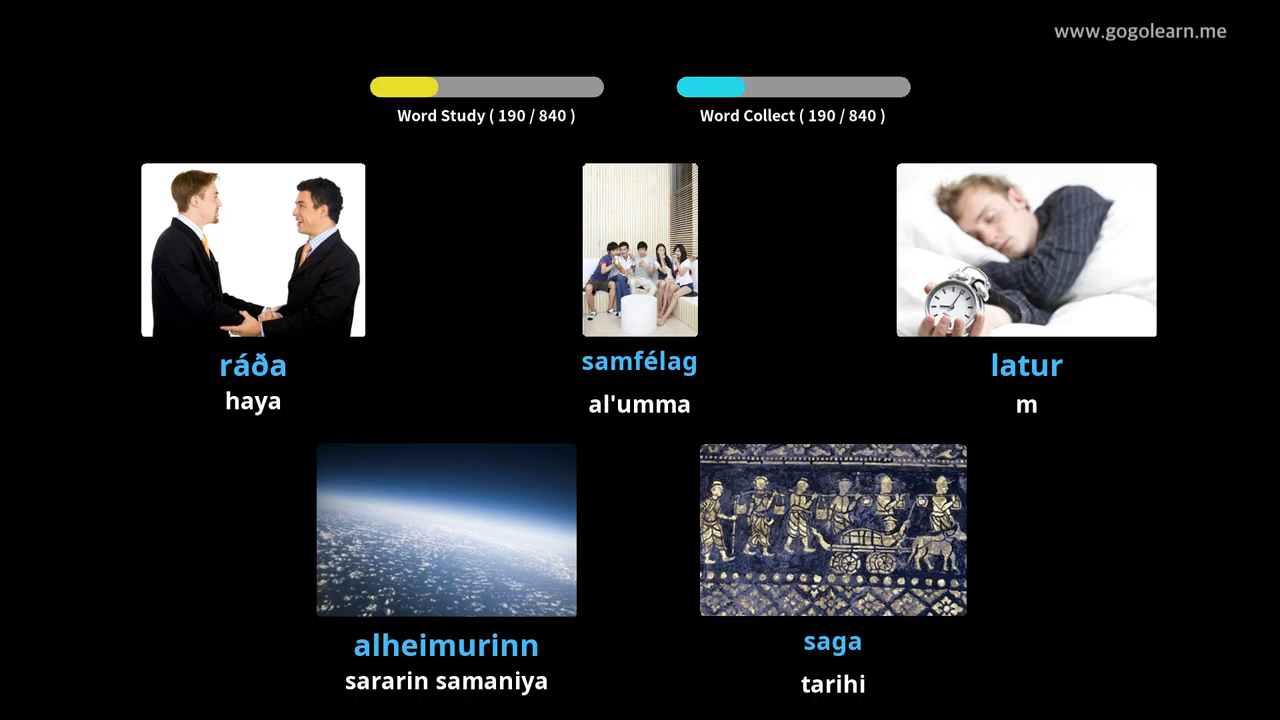 www.gogolearn.me
Word Study ( 190 / 840 )
Word Collect ( 190 / 840 )
ráða
haya
samfélag
al'umma
latur
m
alheimurinn
sararin samaniya
saga
tarihi